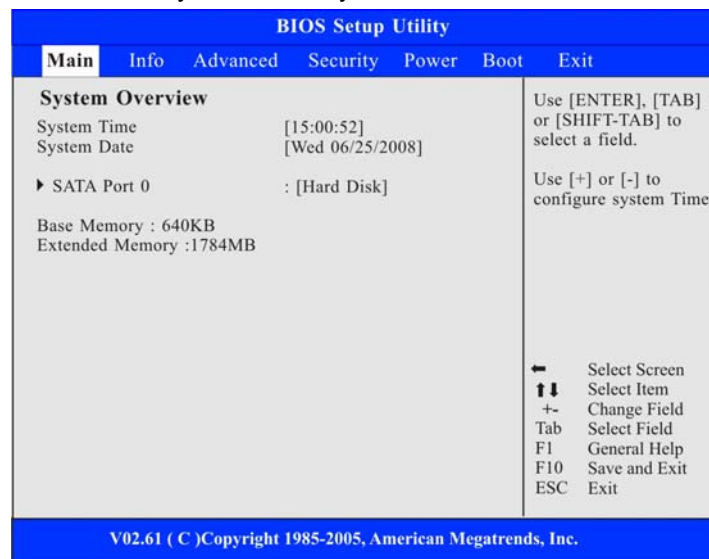 BIOS Setup Utility
Main Info Advanced Security Power Boot Exit
System Overview
System Time [15:00:52]
System Date [Wed 06/25/2008]
SATA Port 0 : [Hard Disk]
Base Memory : 640KB
Extended Memory :1784MB
Use [ENTER], [TAB]
or [SHIFT-TAB] to
select a field.
Use [+] or [-] to
configure system Time
Select Screen
Select Item
+- Change Field
Tab Select Field
F1 General Help
F10 Save and Exit
ESC Exit
V02.61 ( C )Copyright 1985-2005, American Megatrends, Inc.